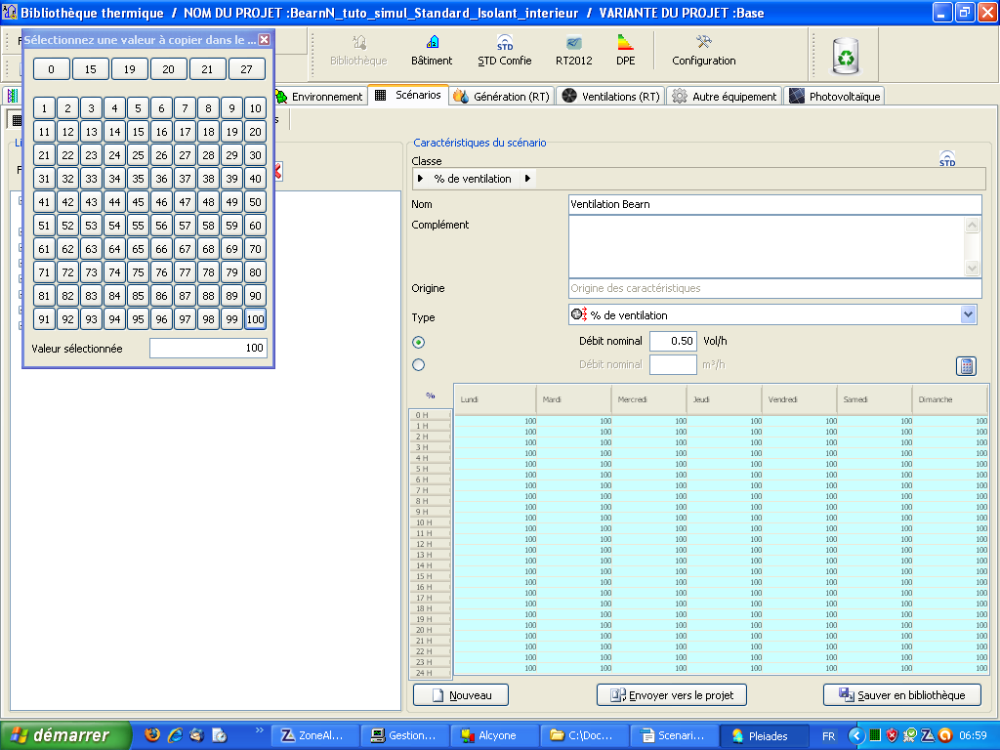 Bibliothèque thermique / NOM DU PROJET :BearnN_tuto_simul_Standard_Isolant_interieur / VARIANTE DU PROJET :Base
Sélectionnez une valeur à copier dans le ...
0 15 19 20 21 27
1 2 3 4 5 6 7 8 9 10
11 12 13 14 15 16 17 18 19 20
21 22 23 24 25 26 27 28 29 30
31 32 33 34 35 36 37 38 39 40
41 42 43 44 45 46 47 48 49 50
51 52 53 54 55 56 57 58 59 60
61 62 63 64 65 66 67 68 69 70
71 72 73 74 75 76 77 78 79 80
81 82 83 84 85 86 87 88 89 90
91 92 93 94 95 96 97 98 99 100
Valeur sélectionnée 100
Bibliothèque Bâtiment STD Comfie RT2012 DPE Configuration
STD
Environnement Scénarios Génération (RT) Ventilations (RT) Autre équipement Photovoltaïque
Caractéristiques du scénario
Classe
STD
% de ventilation
Nom Ventilation Bearn
Complément
Origine Origine des caractéristiques
Type % de ventilation
Débit nominal 0.50 Vol/h
Débit nominal m³/h
% Lundi Mardi Mercredi Jeudi Vendredi Samedi Dimanche
0 H 100 100 100 100 100 100 100
1 H 100 100 100 100 100 100 100
2 H 100 100 100 100 100 100 100
3 H 100 100 100 100 100 100 100
4 H 100 100 100 100 100 100 100
5 H 100 100 100 100 100 100 100
6 H 100 100 100 100 100 100 100
7 H 100 100 100 100 100 100 100
8 H 100 100 100 100 100 100 100
9 H 100 100 100 100 100 100 100
10 H 100 100 100 100 100 100 100
11 H 100 100 100 100 100 100 100
12 H 100 100 100 100 100 100 100
13 H 100 100 100 100 100 100 100
14 H 100 100 100 100 100 100 100
15 H 100 100 100 100 100 100 100
16 H 100 100 100 100 100 100 100
17 H 100 100 100 100 100 100 100
18 H 100 100 100 100 100 100 100
19 H 100 100 100 100 100 100 100
20 H 100 100 100 100 100 100 100
21 H 100 100 100 100 100 100 100
22 H 100 100 100 100 100 100 100
23 H 100 100 100 100 100 100 100
24 H
Nouveau Envoyer vers le projet Sauver en bibliothèque
démarrer ZoneAl... Gestion... Alcyone C:\Doc... Scenari... Pleiades FR 06:59